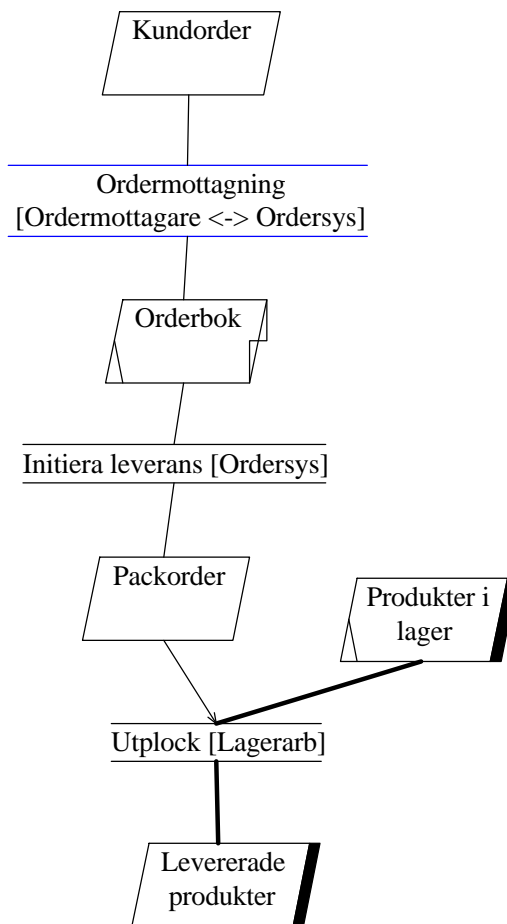 Kundorder
Ordermottagning
[Ordermottagare <-> Ordersys]
Orderbok
Initiera leverans [Ordersys]
Packorder
Produkter i
lager
Utplock [Lagerarb]
Levererade
produkter